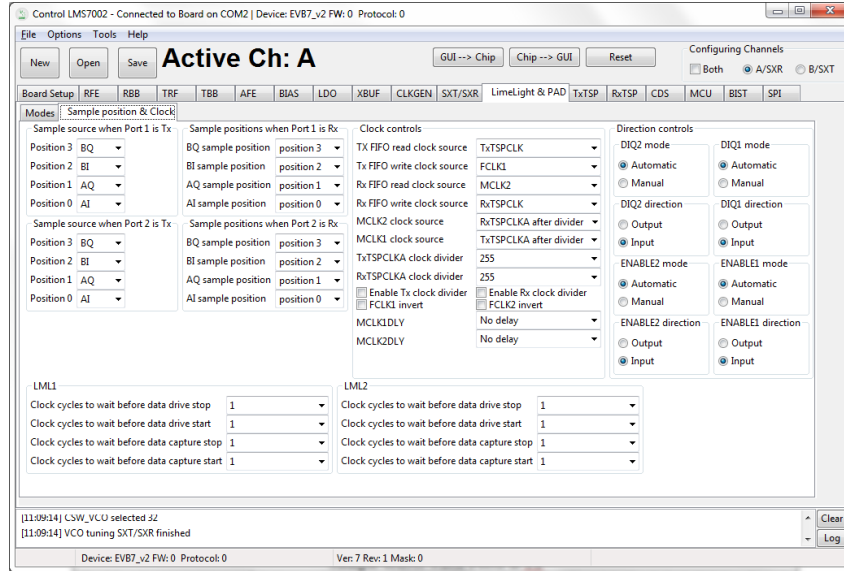 Control LMS7002 - Connected to Board on COM2 | Device: EVB7_v2 FW: 0 Protocol: 0
File Options Tools Help
New Open Save Active Ch: A GUI --> Chip Chip --> GUI Reset Configuring Channels
Both A/SXR B/SXT
Board Setup RFE RBB TRF TBB AFE BIAS LDO XBUF CLKGEN SXT/SXR LimeLight & PAD TxTSP RxTSP CDS MCU BIST SPI
Modes Sample position & Clock
Sample source when Port 1 is Tx
Position 3 BQ
Position 2 BI
Position 1 AQ
Position 0 AI
Sample positions when Port 1 is Rx
BQ sample position position 3
BI sample position position 2
AQ sample position position 1
AI sample position position 0
Sample source when Port 2 is Tx
Position 3 BQ
Position 2 BI
Position 1 AQ
Position 0 AI
Sample positions when Port 2 is Rx
BQ sample position position 3
BI sample position position 2
AQ sample position position 1
AI sample position position 0
Clock controls
TX FIFO read clock source TxTSPCLK
Tx FIFO write clock source FCLK1
Rx FIFO read clock source MCLK2
Rx FIFO write clock source RxTSPCLK
MCLK2 clock source RxTSPCLKA after divider
MCLK1 clock source TxTSPCLKA after divider
TxTSPCLKA clock divider 255
RxTSPCLKA clock divider 255
Enable Tx clock divider Enable Rx clock divider
FCLK1 invert FCLK2 invert
MCLK1DLY No delay
MCLK2DLY No delay
Direction controls
DIQ2 mode
Automatic
Manual
DIQ1 mode
Automatic
Manual
DIQ2 direction
Output
Input
DIQ1 direction
Output
Input
ENABLE2 mode
Automatic
Manual
ENABLE1 mode
Automatic
Manual
ENABLE2 direction
Output
Input
ENABLE1 direction
Output
Input
LML1
Clock cycles to wait before data drive stop 1
Clock cycles to wait before data drive start 1
Clock cycles to wait before data capture stop 1
Clock cycles to wait before data capture start 1
LML2
Clock cycles to wait before data drive stop 1
Clock cycles to wait before data drive start 1
Clock cycles to wait before data capture stop 1
Clock cycles to wait before data capture start 1
[11:09:14] CSW_VCO selected 32
[11:09:14] VCO tuning SXT/SXR finished
Clear
Log
Device: EVB7_v2 FW: 0 Protocol: 0 Ver: 7 Rev: 1 Mask: 0